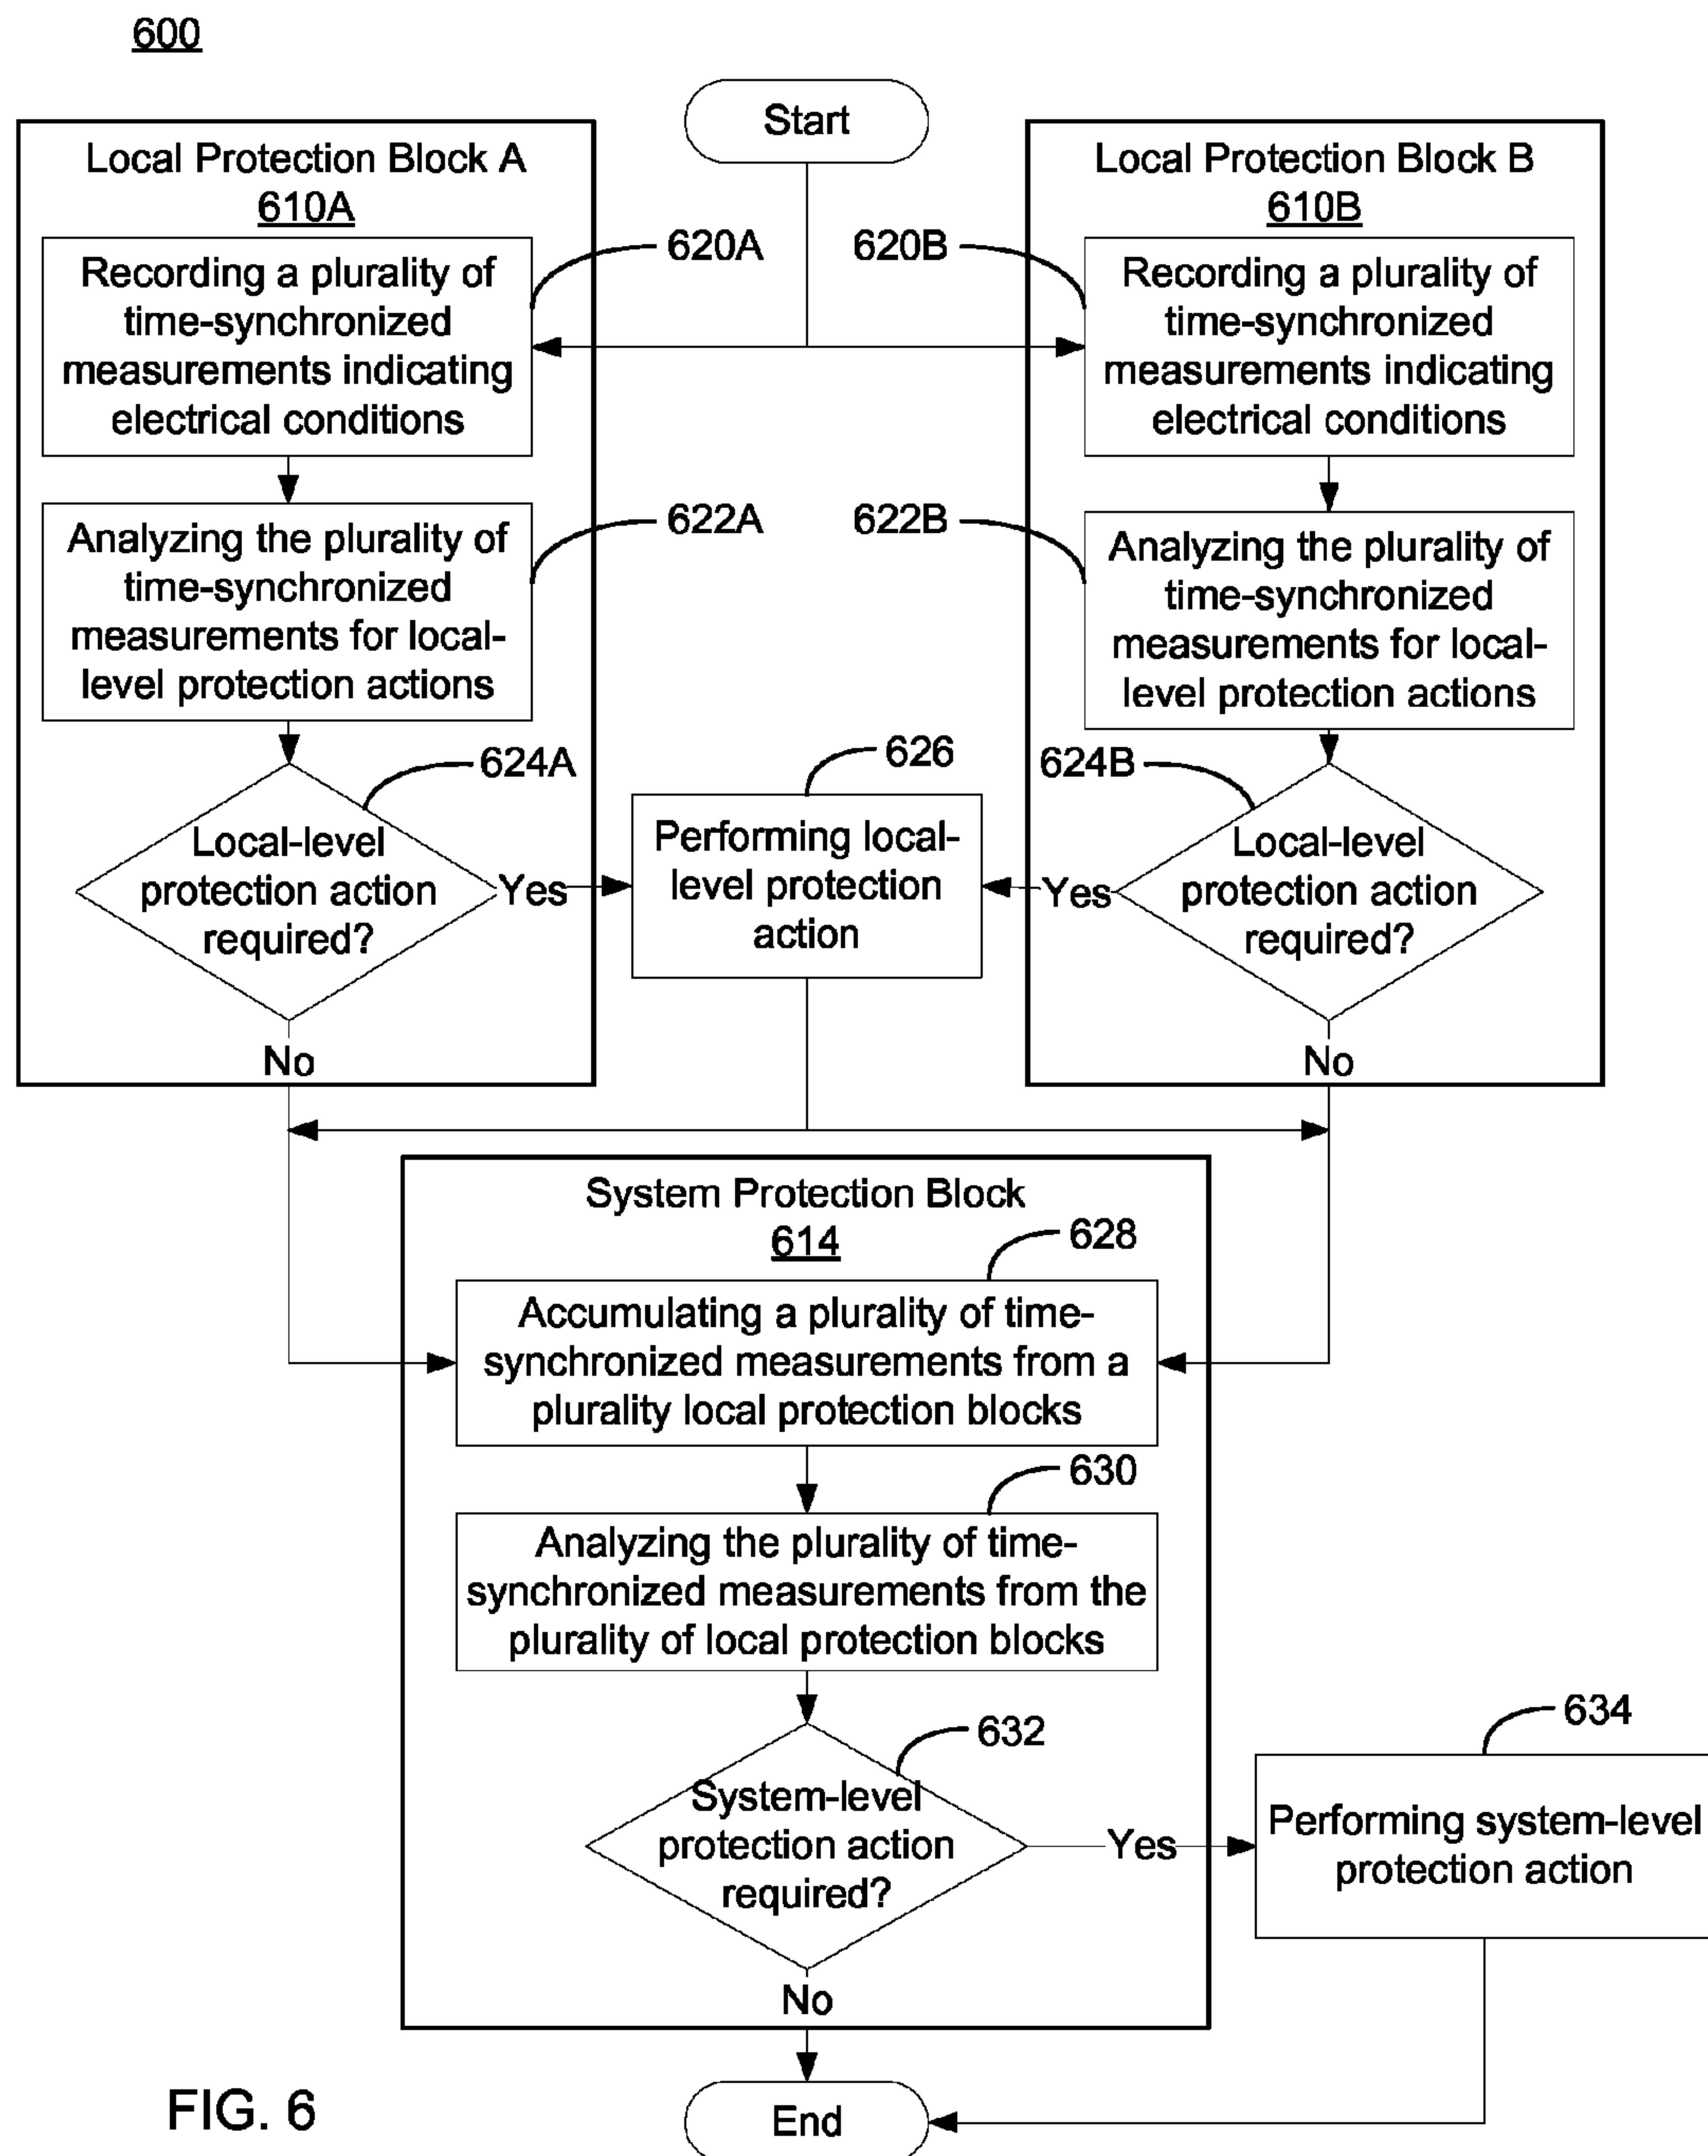 600
Start
Local Protection Block A
610A
Recording a plurality of
time-synchronized
measurements indicating
electrical conditions
620A
Analyzing the plurality of
time-synchronized
measurements for local-
level protection actions
622A
Local-level
protection action
required?
624A
Yes
No
Local Protection Block B
610B
Recording a plurality of
time-synchronized
measurements indicating
electrical conditions
620B
Analyzing the plurality of
time-synchronized
measurements for local-
level protection actions
622B
Local-level
protection action
required?
624B
Yes
No
626
Performing local-
level protection
action
System Protection Block
614
628
Accumulating a plurality of time-
synchronized measurements from a
plurality local protection blocks
630
Analyzing the plurality of time-
synchronized measurements from the
plurality of local protection blocks
632
System-level
protection action
required?
Yes
No
634
Performing system-level
protection action
End
FIG. 6